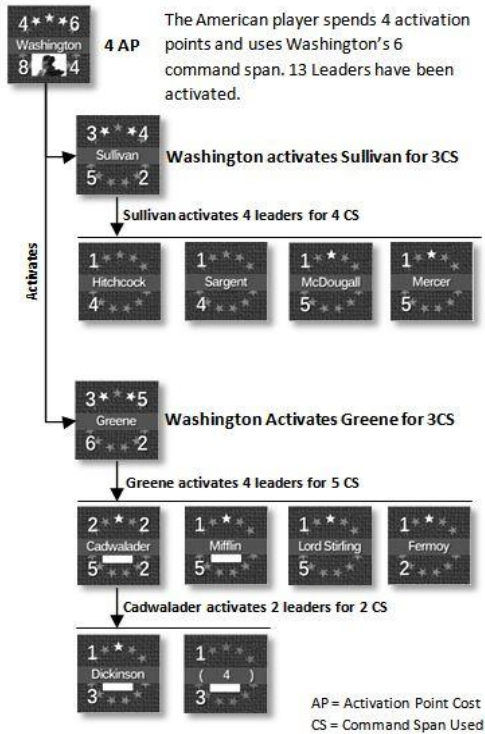 4 6
Washington
8 4
4 AP
The American player spends 4 activation
points and uses Washington's 6
command span. 13 Leaders have been
activated.
Activates
3 4
Sullivan
5 2
Washington activates Sullivan for 3CS
Sullivan activates 4 leaders for 4 CS
1
Hitchcock
4
1
Sargent
4
1
McDougall
5
1
Mercer
5
3 5
Greene
6 2
Washington Activates Greene for 3CS
Greene activates 4 leaders for 5 CS
2 2
Cadwalader
5 2
1
Mifflin
5
1
Lord Stirling
5
1
Fermoy
2
Cadwalader activates 2 leaders for 2 CS
1
Dickinson
3
1
( 4 )
3
AP = Activation Point Cost
CS = Command Span Used